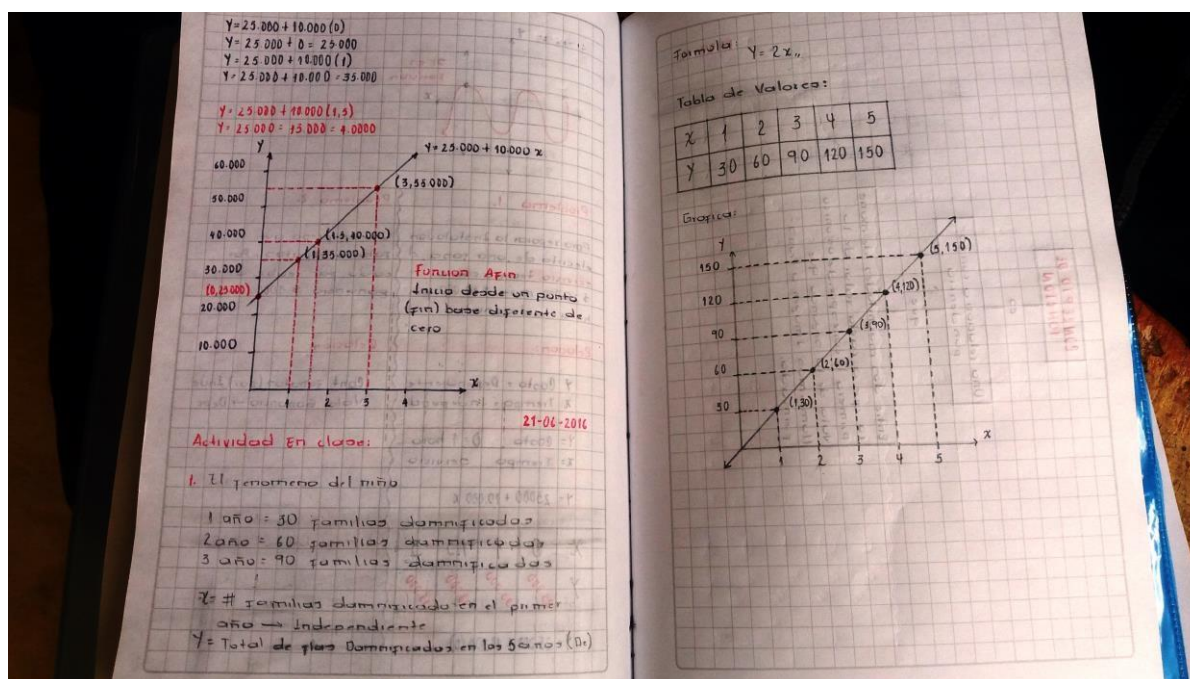 Y=25.000 + 10.000 (0)
Y= 25.000 + 0 = 25.000
Y= 25.000 + 10.000 (1)
Y= 25.000 + 10.000 = 35.000
Y= 25.000 + 10.000 (1,5)
Y= 25.000 = 15.000 = 4.0000
Y
Y=25.000 + 10.000 x
60.000
(3,55.000)
50.000
40.000
(1.5,40.000)
(1,35.000)
30.000
(0,25.000)
20.000
10.000
Funcion Afin
Inicio desde un punto
(fin) base diferente de
cero
x
1 2 3 4
21-06-2016
Actividad En clase:
1. El fenomeno del niño
1 año = 30 familias damnificadas
2 año = 60 familias damnificadas
3 año = 90 familias damnificadas
x= # familias damnificado en el primer
año → Independiente
Y= Total de Damnificados en los 5 años (De)
Formula: Y= 2x,,
Tabla de Valores:
x 1 2 3 4 5
Y 30 60 90 120 150
Grafica:
Y
150
(5,150)
120
(4,120)
90
(3,90)
60
(2,60)
30
(1,30)
x
1 2 3 4 5